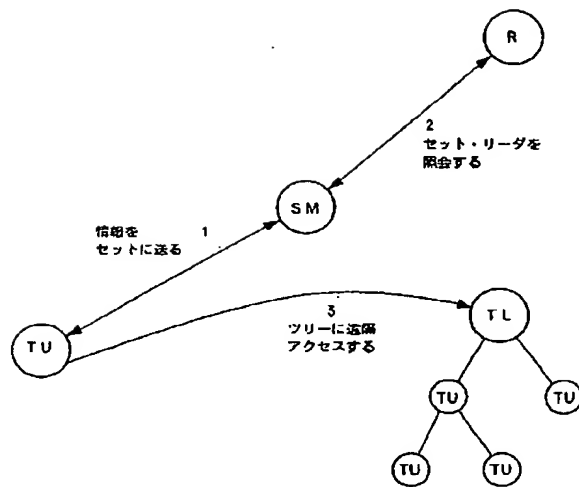 R
2
セット・リーダを
照会する
SM
情報を
セットに送る
1
3
ツリーに遠隔
アクセスする
TU
TL
TU
TU
TU
TU